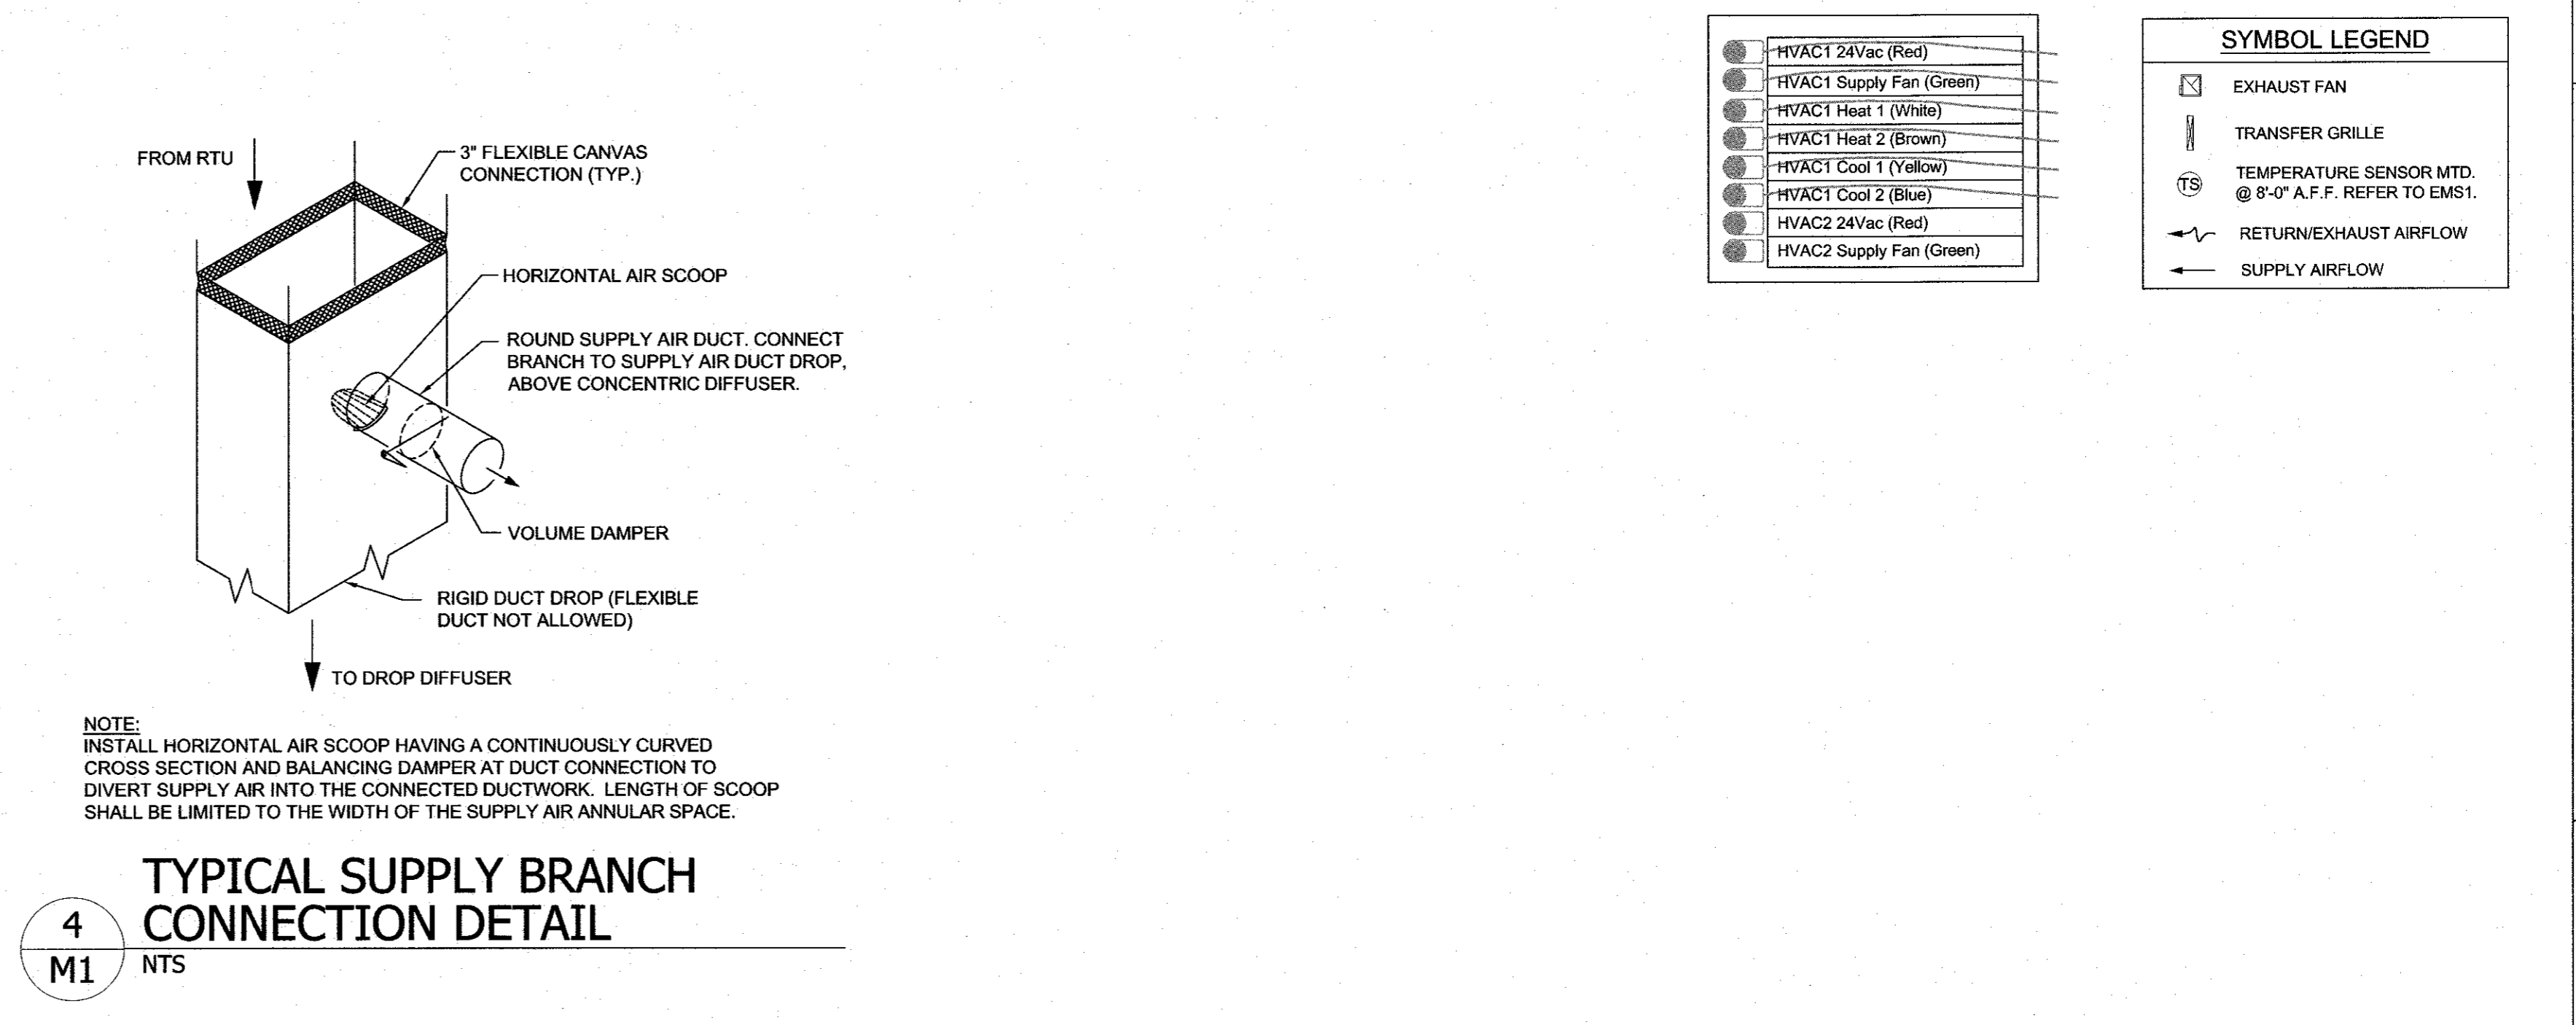 FROM RTU
3" FLEXIBLE CANVAS
CONNECTION (TYP.)
HORIZONTAL AIR SCOOP
ROUND SUPPLY AIR DUCT. CONNECT
BRANCH TO SUPPLY AIR DUCT DROP,
ABOVE CONCENTRIC DIFFUSER.
VOLUME DAMPER
RIGID DUCT DROP (FLEXIBLE
DUCT NOT ALLOWED)
TO DROP DIFFUSER
NOTE:
INSTALL HORIZONTAL AIR SCOOP HAVING A CONTINUOUSLY CURVED
CROSS SECTION AND BALANCING DAMPER AT DUCT CONNECTION TO
DIVERT SUPPLY AIR INTO THE CONNECTED DUCTWORK. LENGTH OF SCOOP
SHALL BE LIMITED TO THE WIDTH OF THE SUPPLY AIR ANNULAR SPACE.
4
M1
TYPICAL SUPPLY BRANCH
CONNECTION DETAIL
NTS
HVAC1 24Vac (Red)
HVAC1 Supply Fan (Green)
HVAC1 Heat 1 (White)
HVAC1 Heat 2 (Brown)
HVAC1 Cool 1 (Yellow)
HVAC1 Cool 2 (Blue)
HVAC2 24Vac (Red)
HVAC2 Supply Fan (Green)
SYMBOL LEGEND
EXHAUST FAN
TRANSFER GRILLE
TS
TEMPERATURE SENSOR MTD.
@ 8'-0" A.F.F. REFER TO EMS1.
RETURN/EXHAUST AIRFLOW
SUPPLY AIRFLOW